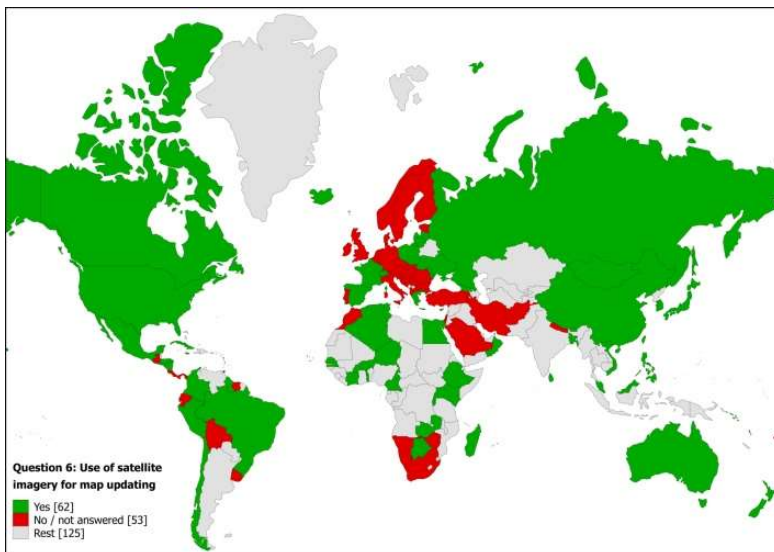 Question 6: Use of satellite
imagery for map updating
Yes [62]
No / not answered [53]
Rest [125]